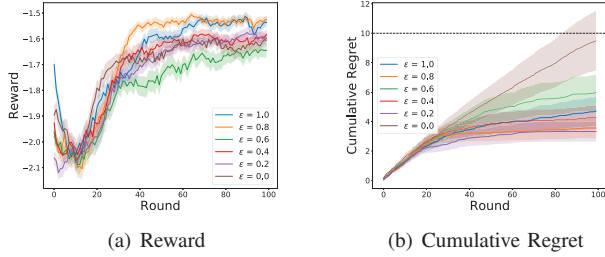 −1.5
−1.6
−1.7
−1.8
−1.9
−2.0
−2.1
Reward
0 20 40 60 80 100
Round
ε = 1.0
ε = 0.8
ε = 0.6
ε = 0.4
ε = 0.2
ε = 0.0
(a) Reward
12
10
8
6
4
2
0
Cumulative Regret
0 20 40 60 80 100
Round
ε = 1.0
ε = 0.8
ε = 0.6
ε = 0.4
ε = 0.2
ε = 0.0
(b) Cumulative Regret